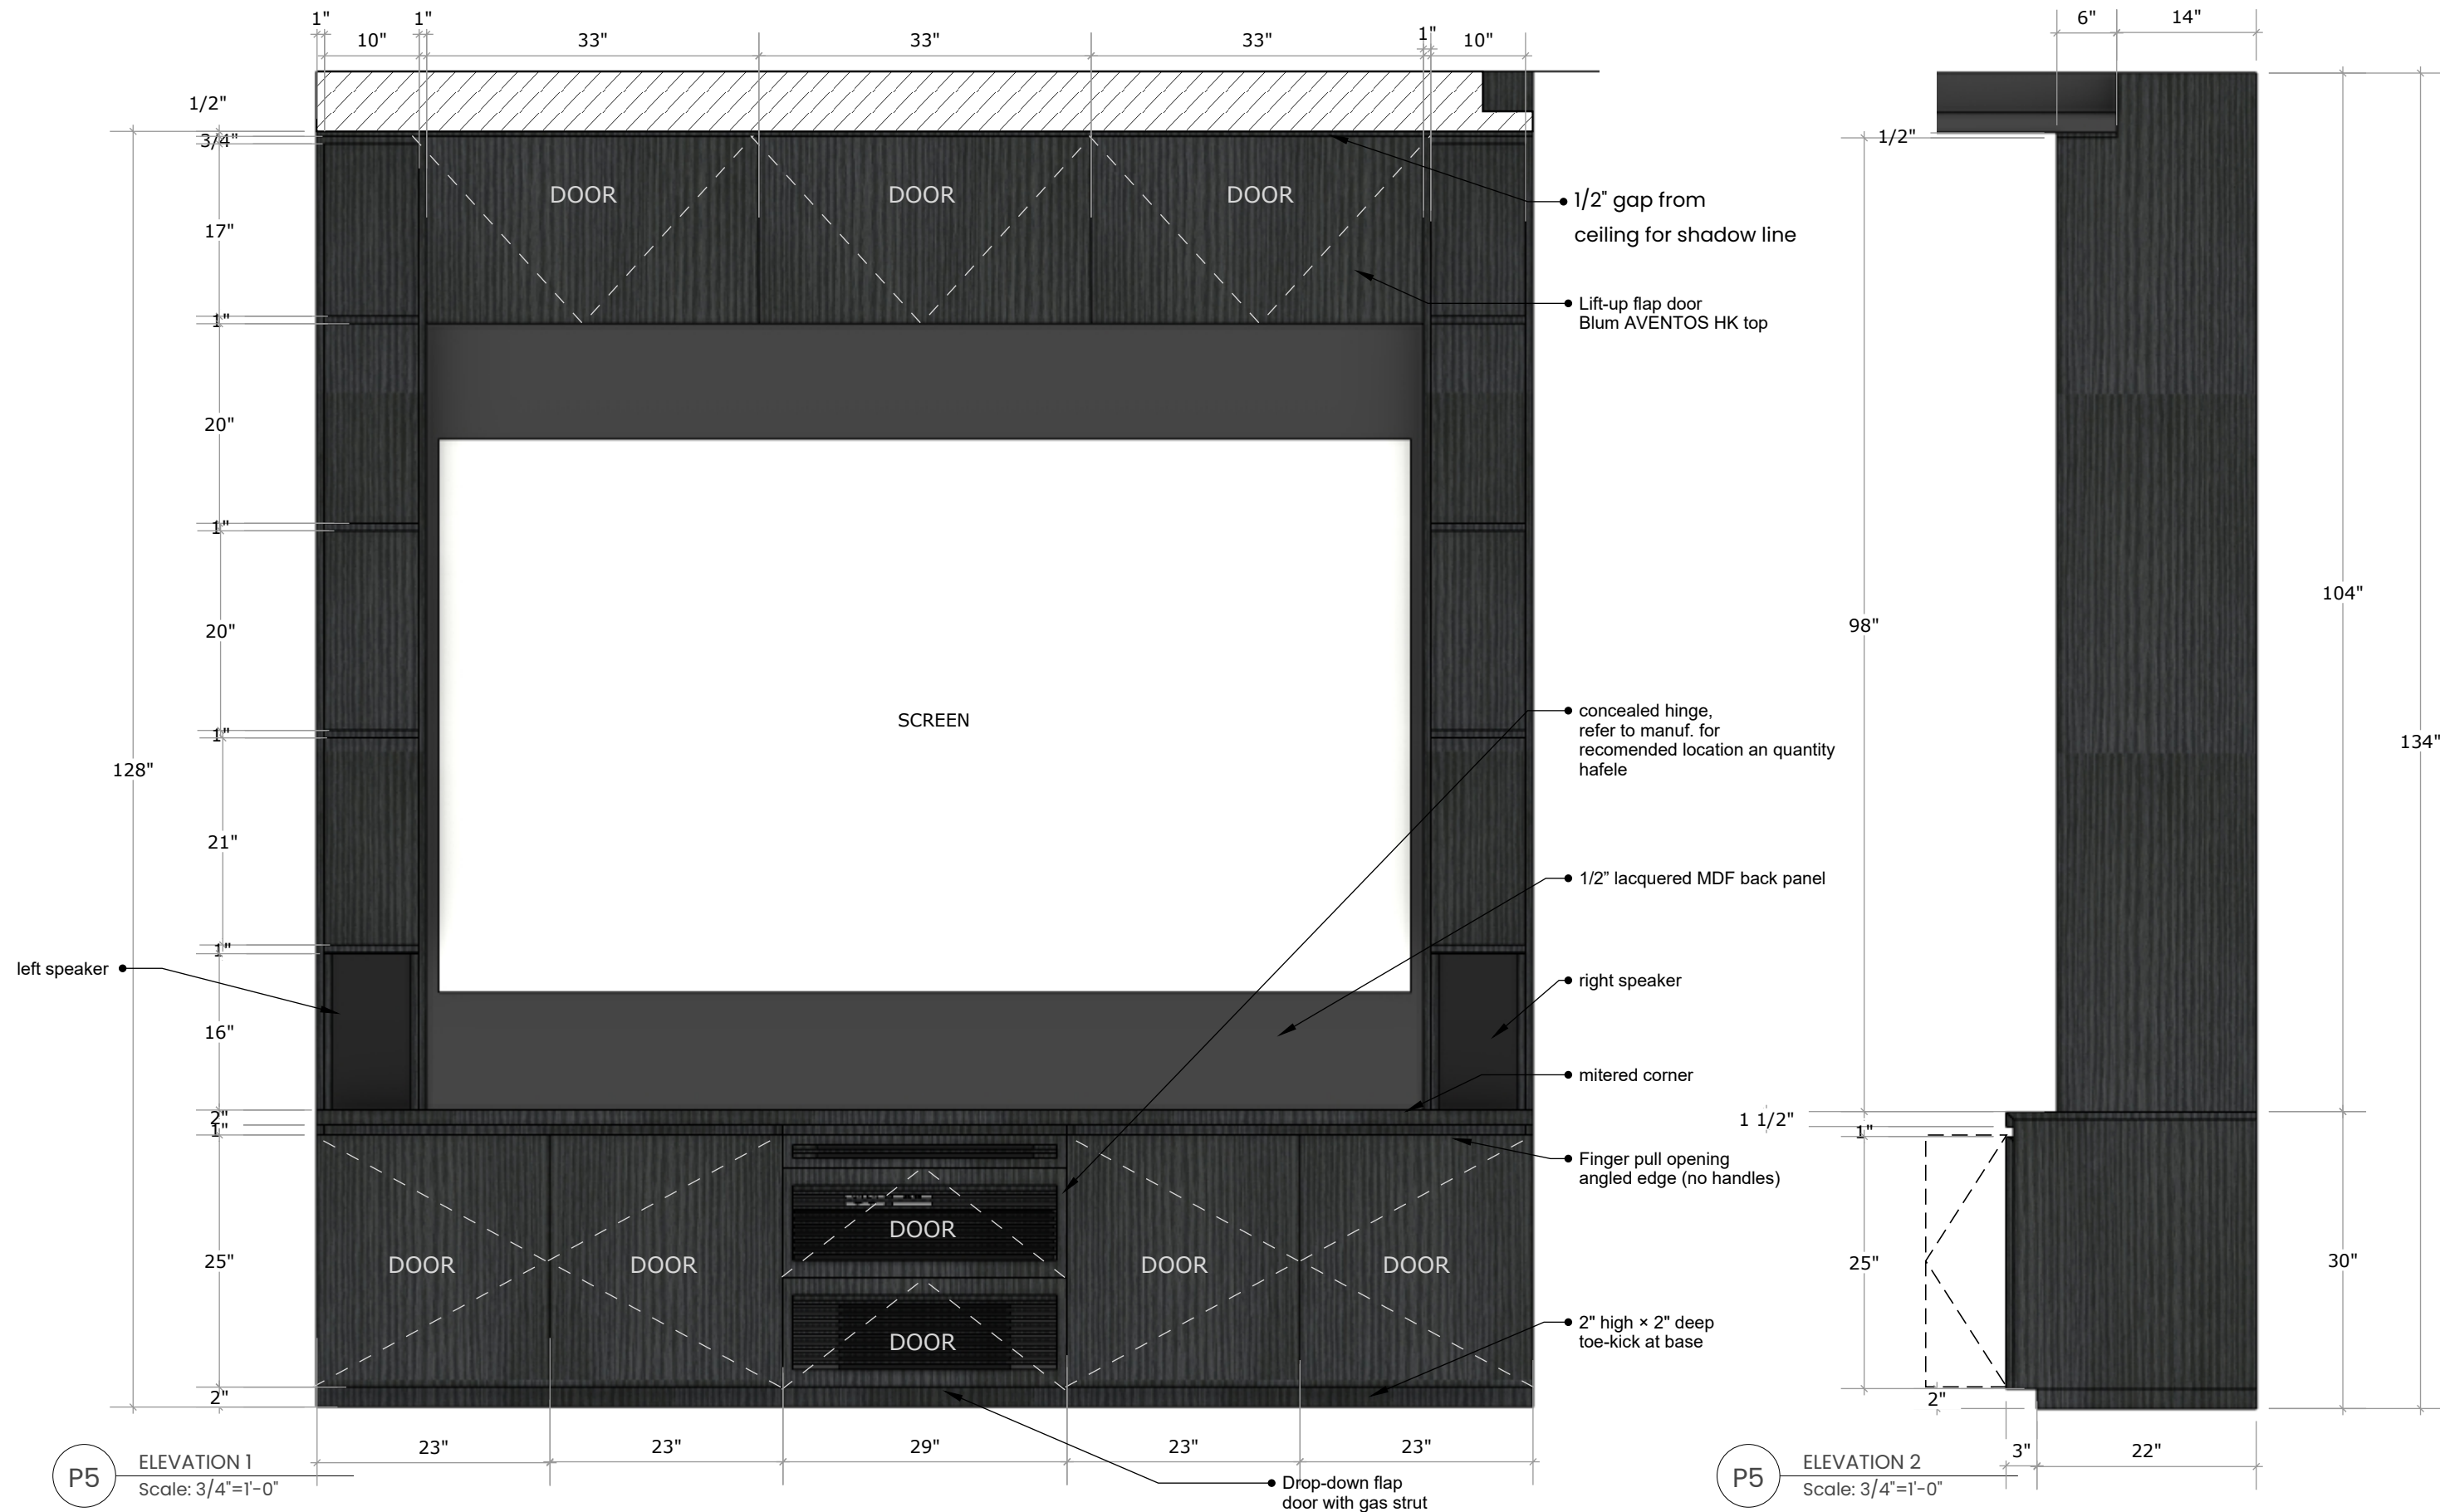 1" 1" 1" 6" 14"
10" 33" 33" 33" 10"
1/2"
3/4"
1/2"
DOOR DOOR DOOR
1/2" gap from
ceiling for shadow line
17"
Lift-up flap door
Blum AVENTOS HK top
1"
20"
1"
104"
20"
98"
SCREEN
concealed hinge,
refer to manuf. for
recomended location an quantity
hafele
1"
128"
134"
21"
1/2” lacquered MDF back panel
1"
left speaker
right speaker
16"
mitered corner
2"
1"
1 1/2"
1"
Finger pull opening
angled edge (no handles)
DOOR
25"
DOOR DOOR DOOR DOOR
25"
30"
DOOR
2" high × 2" deep
toe-kick at base
2"
2"
23" 23" 29" 23" 23"
3" 22"
P5
ELEVATION 1
Scale: 3/4"=1'-0"
P5
ELEVATION 2
Scale: 3/4"=1'-0"
Drop-down flap
door with gas strut